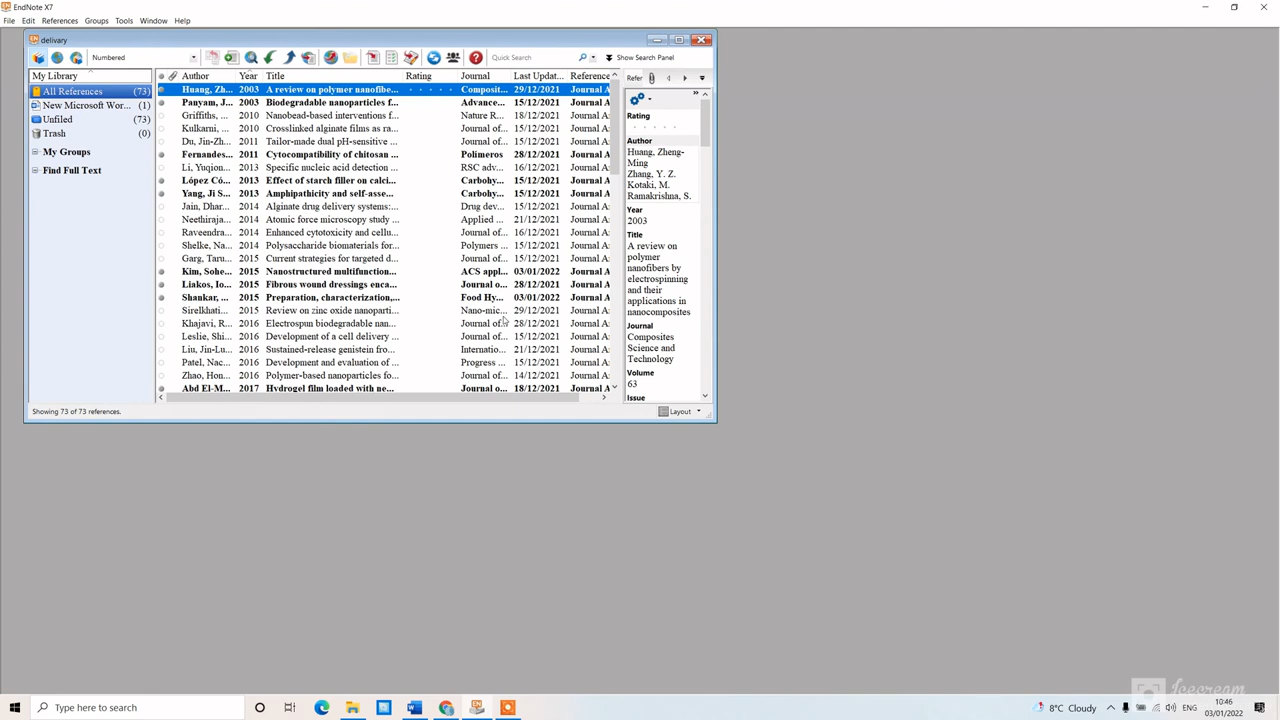 EndNote X7
File Edit References Groups Tools Window Help
delivary
Numbered Quick Search Show Search Panel
My Library
All References (73)
New Microsoft Wor... (1)
Unfiled (73)
Trash (0)
My Groups
Find Full Text
Author Year Title Rating Journal Last Updat... Reference
Huang, Zh... 2003 A review on polymer nanofibe... Composit... 29/12/2021 Journal A
Panyam, J... 2003 Biodegradable nanoparticles f... Advance... 15/12/2021 Journal A
Griffiths, ... 2010 Nanobead-based interventions f... Nature R... 18/12/2021 Journal A
Kulkarni, ... 2010 Crosslinked alginate films as ra... Journal of... 15/12/2021 Journal A
Du, Jin-Zh... 2011 Tailor-made dual pH-sensitive ... Journal of... 15/12/2021 Journal A
Fernandes... 2011 Cytocompatibility of chitosan ... Polímeros 28/12/2021 Journal A
Li, Yuqion... 2013 Specific nucleic acid detection ... RSC adv... 16/12/2021 Journal A
López Có... 2013 Effect of starch filler on calci... Carbohy... 15/12/2021 Journal A
Yang, Ji S... 2013 Amphipathicity and self-asse... Carbohy... 15/12/2021 Journal A
Jain, Dhar... 2014 Alginate drug delivery systems:... Drug dev... 15/12/2021 Journal A
Neethiraja... 2014 Atomic force microscopy study ... Applied ... 21/12/2021 Journal A
Raveendra... 2014 Enhanced cytotoxicity and cellu... Journal of... 16/12/2021 Journal A
Shelke, Na... 2014 Polysaccharide biomaterials for... Polymers ... 15/12/2021 Journal A
Garg, Taru... 2015 Current strategies for targeted d... Journal of... 15/12/2021 Journal A
Kim, Sohe... 2015 Nanostructured multifunction... ACS appl... 03/01/2022 Journal A
Liakos, Io... 2015 Fibrous wound dressings enca... Journal o... 28/12/2021 Journal A
Shankar, ... 2015 Preparation, characterization,... Food Hy... 03/01/2022 Journal A
Sirelkhati... 2015 Review on zinc oxide nanoparti... Nano-mic... 29/12/2021 Journal A
Khajavi, R... 2016 Electrospun biodegradable nan... Journal of... 28/12/2021 Journal A
Leslie, Shi... 2016 Development of a cell delivery ... Journal of... 15/12/2021 Journal A
Liu, Jin-Lu... 2016 Sustained-release genistein fro... Internatio... 21/12/2021 Journal A
Patel, Nac... 2016 Development and evaluation of ... Progress ... 15/12/2021 Journal A
Zhao, Hon... 2016 Polymer-based nanoparticles fo... Journal of... 14/12/2021 Journal A
Abd El-M... 2017 Hydrogel film loaded with ne... Journal o... 18/12/2021 Journal A
Refer
Rating
Author
Huang, Zheng-
Ming
Zhang, Y. Z.
Kotaki, M.
Ramakrishna, S.
Year
2003
Title
A review on
polymer
nanofibers by
electrospinning
and their
applications in
nanocomposites
Journal
Composites
Science and
Technology
Volume
63
Issue
Showing 73 of 73 references. Layout
Icecream
Type here to search 8°C Cloudy ENG 10:46
03/01/2022